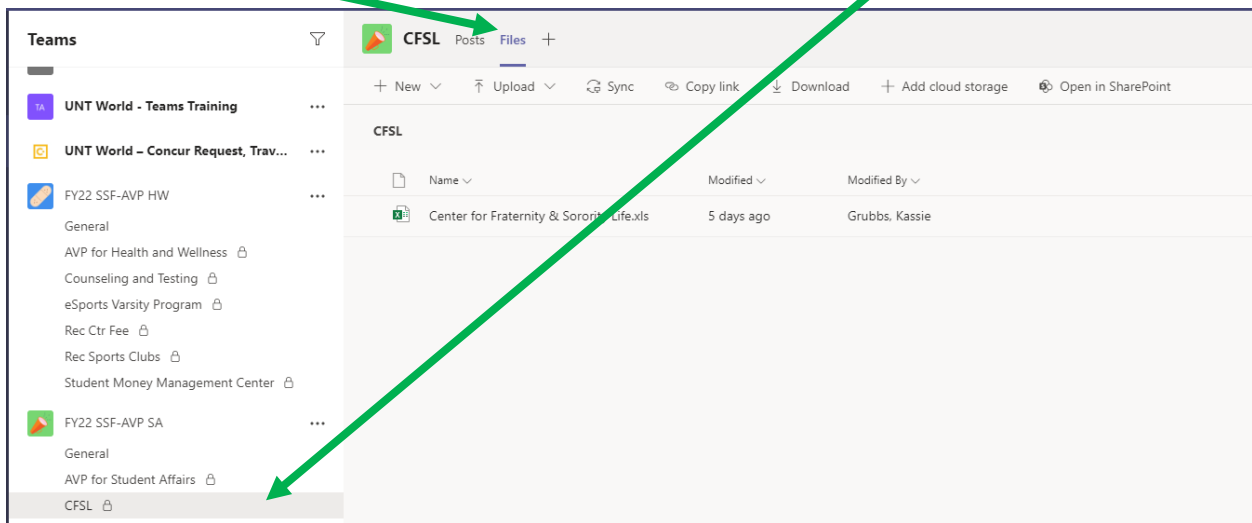 Teams
TA UNT World - Teams Training ...
C UNT World – Concur Request, Trav... ...
FY22 SSF-AVP HW ...
General
AVP for Health and Wellness
Counseling and Testing
eSports Varsity Program
Rec Ctr Fee
Rec Sports Clubs
Student Money Management Center
FY22 SSF-AVP SA ...
General
AVP for Student Affairs
CFSL
CFSL Posts Files +
+ New Upload Sync Copy link Download + Add cloud storage Open in SharePoint
CFSL
Name Modified Modified By
Center for Fraternity & Sorority Life.xls 5 days ago Grubbs, Kassie